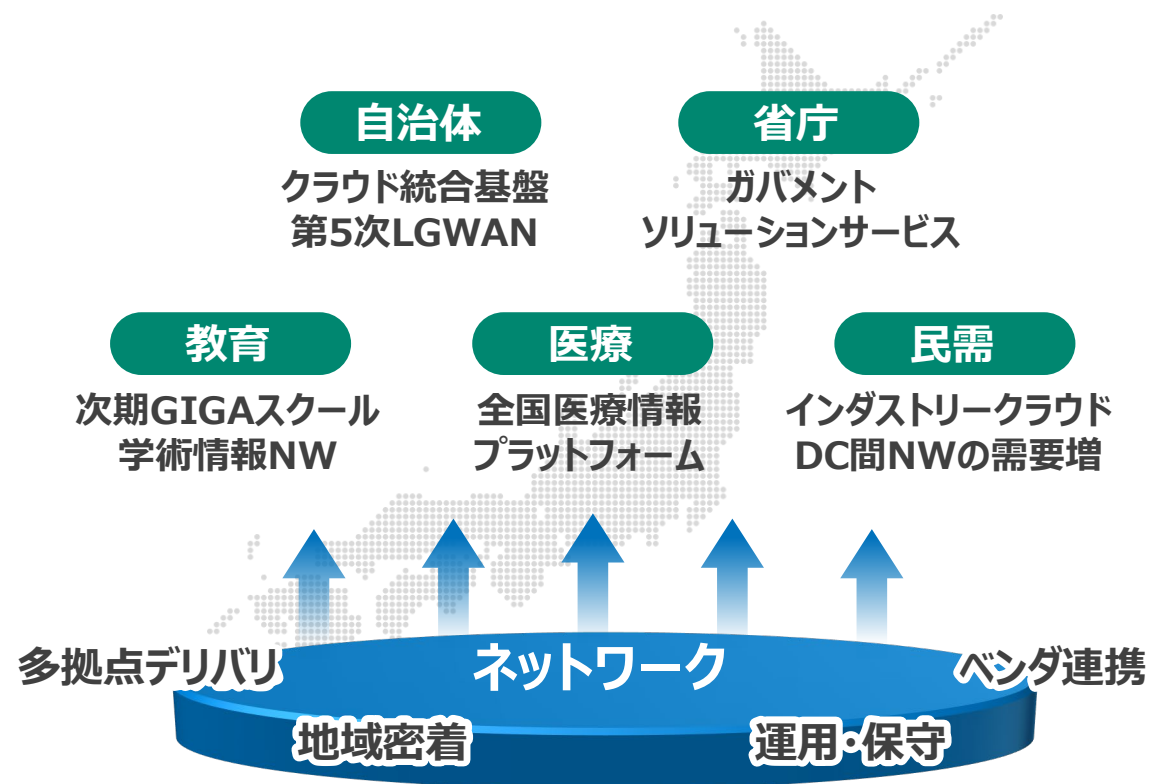 自治体
クラウド統合基盤
第5次LGWAN
省庁
ガバメント
ソリューションサービス
教育
次期GIGAスクール
学術情報NW
医療
全国医療情報
プラットフォーム
民需
インダストリークラウド
DC間NWの需要増
多拠点デリバリ
ネットワーク
ベンダ連携
地域密着
運用・保守